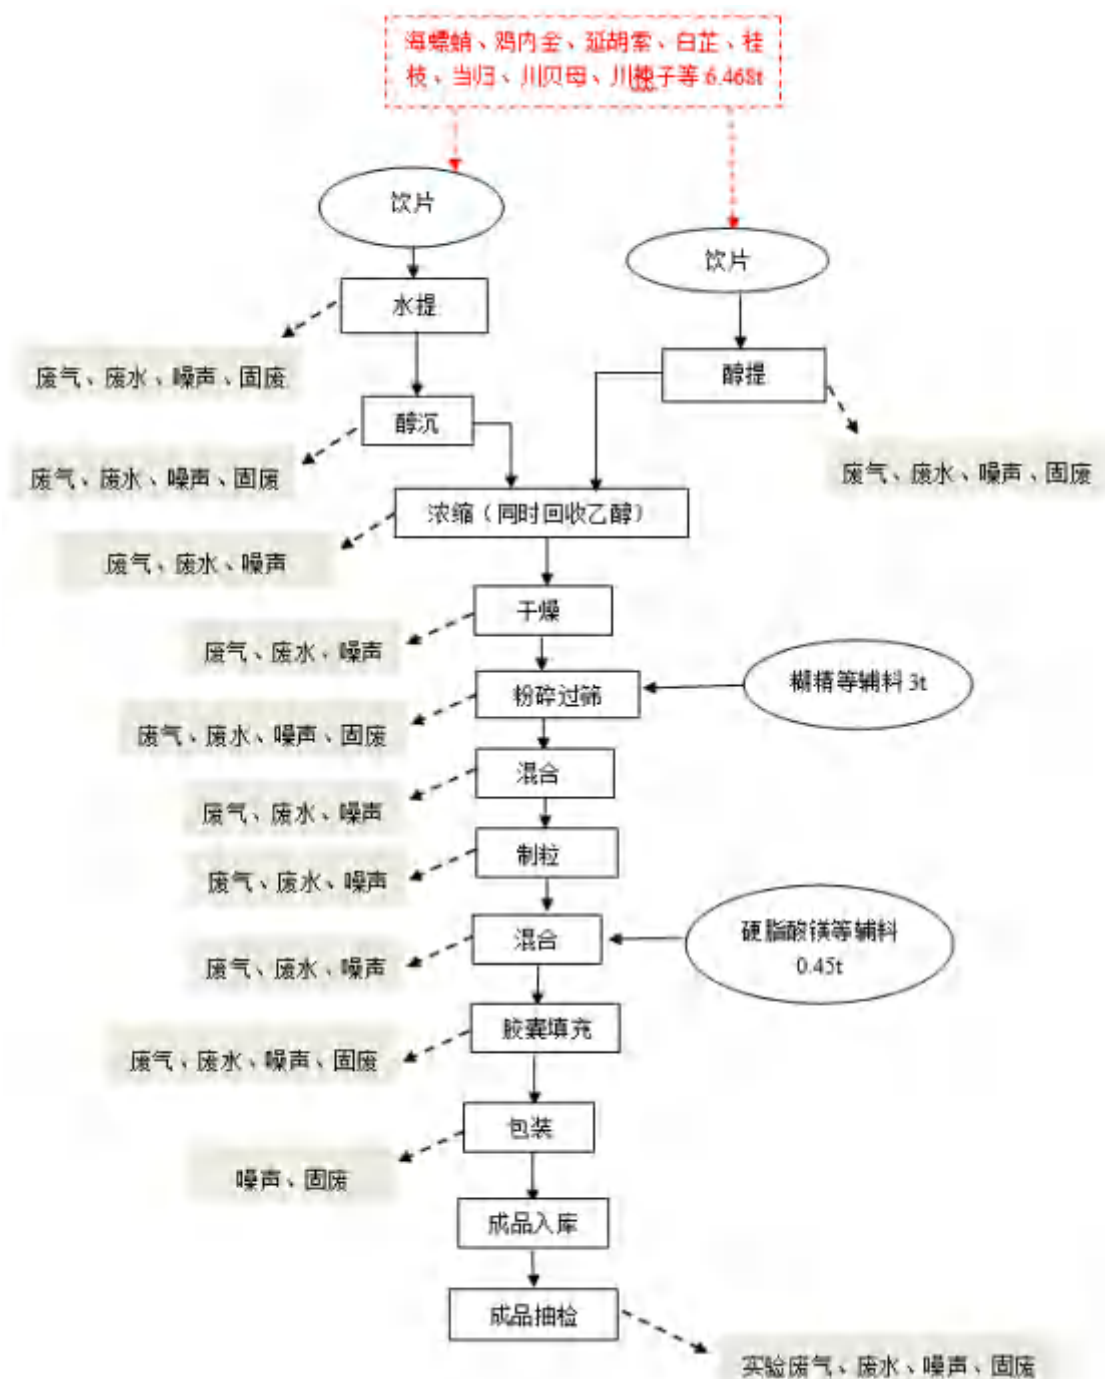 海螵蛸、鸡内金、延胡索、白芷、桂
枝、当归、川贝母、川楝子等 6.468t
饮片
饮片
水提
废气、废水、噪声、固废
醇提
醇沉
废气、废水、噪声、固废
废气、废水、噪声、固废
浓缩（同时回收乙醇）
废气、废水、噪声
干燥
废气、废水、噪声
粉碎过筛
糊精等辅料 3t
废气、废水、噪声、固废
混合
废气、废水、噪声
制粒
废气、废水、噪声
混合
硬脂酸镁等辅料
0.45t
废气、废水、噪声
胶囊填充
废气、废水、噪声、固废
包装
噪声、固废
成品入库
成品抽检
实验废气、废水、噪声、固废